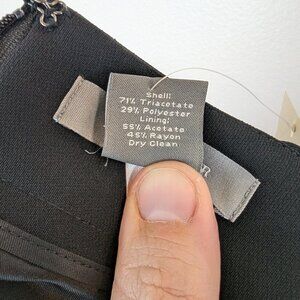 Shell:
71% Triacetate
29% Polyester
Lining:
55% Acetate
45% Rayon
Dry Clean